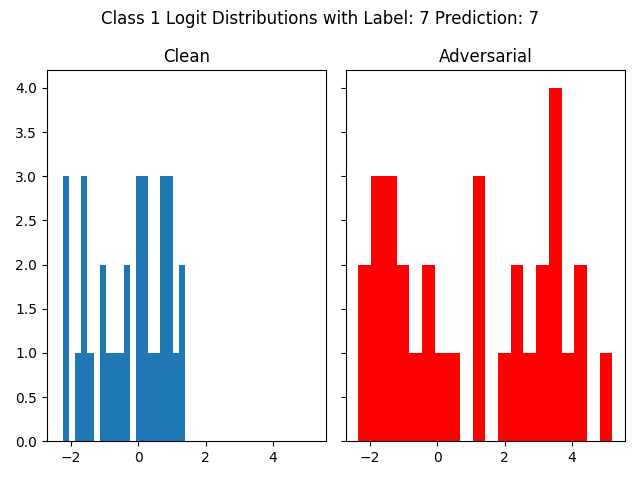 Class 1 Logit Distributions with Label: 7 Prediction: 7
Clean
Adversarial
4.0
3.5
3.0
2.5
2.0
1.5
1.0
0.5
0.0
−2 0 2 4
−2 0 2 4